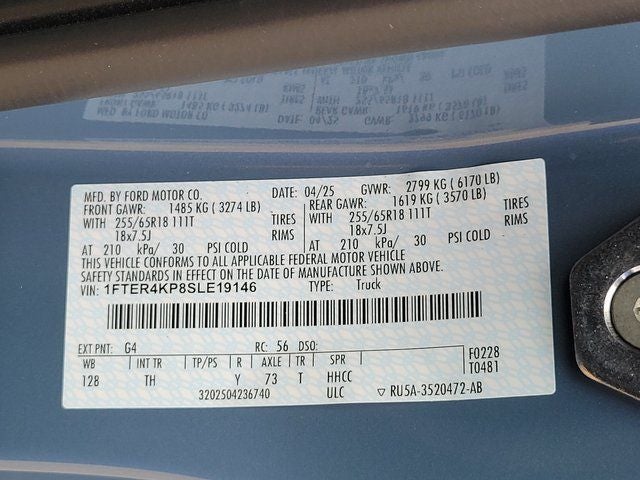 MFD. BY FORD MOTOR CO. DATE: 04/25 GVWR: 2799 KG (6170 LB)
FRONT GAWR: 1485 KG (3274 LB) REAR GAWR: 1619 KG (3570 LB)
WITH 255/65R18 111T TIRES WITH 255/65R18 111T TIRES
18x7.5J RIMS 18x7.5J RIMS
AT 210 kPa/ 30 PSI COLD AT 210 kPa/ 30 PSI COLD
THIS VEHICLE CONFORMS TO ALL APPLICABLE FEDERAL MOTOR VEHICLE
SAFETY STANDARDS IN EFFECT ON THE DATE OF MANUFACTURE SHOWN ABOVE.
VIN: 1FTER4KP8SLE19146 TYPE: Truck
EXT PNT: G4 RC: 56 DSO:
WB INT TR TP/PS R AXLE TR SPR
128 TH Y 73 T HHCC
F0228
T0481
3202504236740 ULC ▽ RU5A-3520472-AB